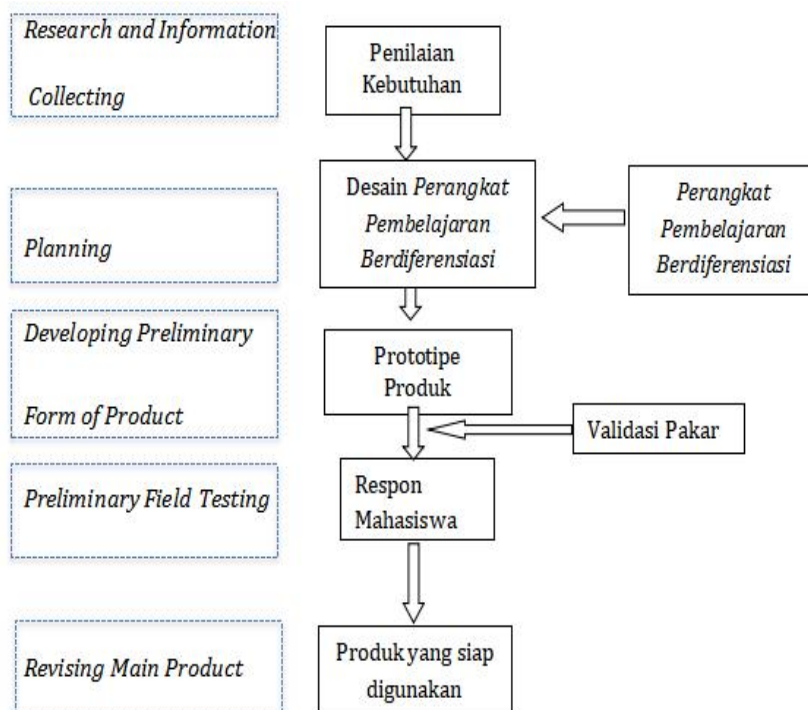 Research and Information
Collecting
Penilaian
Kebutuhan
Planning
Desain Perangkat
Pembelajaran
Berdiferensiasi
Perangkat
Pembelajaran
Berdiferensiasi
Developing Preliminary
Form of Product
Prototipe
Produk
Validasi Pakar
Preliminary Field Testing
Respon
Mahasiswa
Revising Main Product
Produk yang siap
digunakan